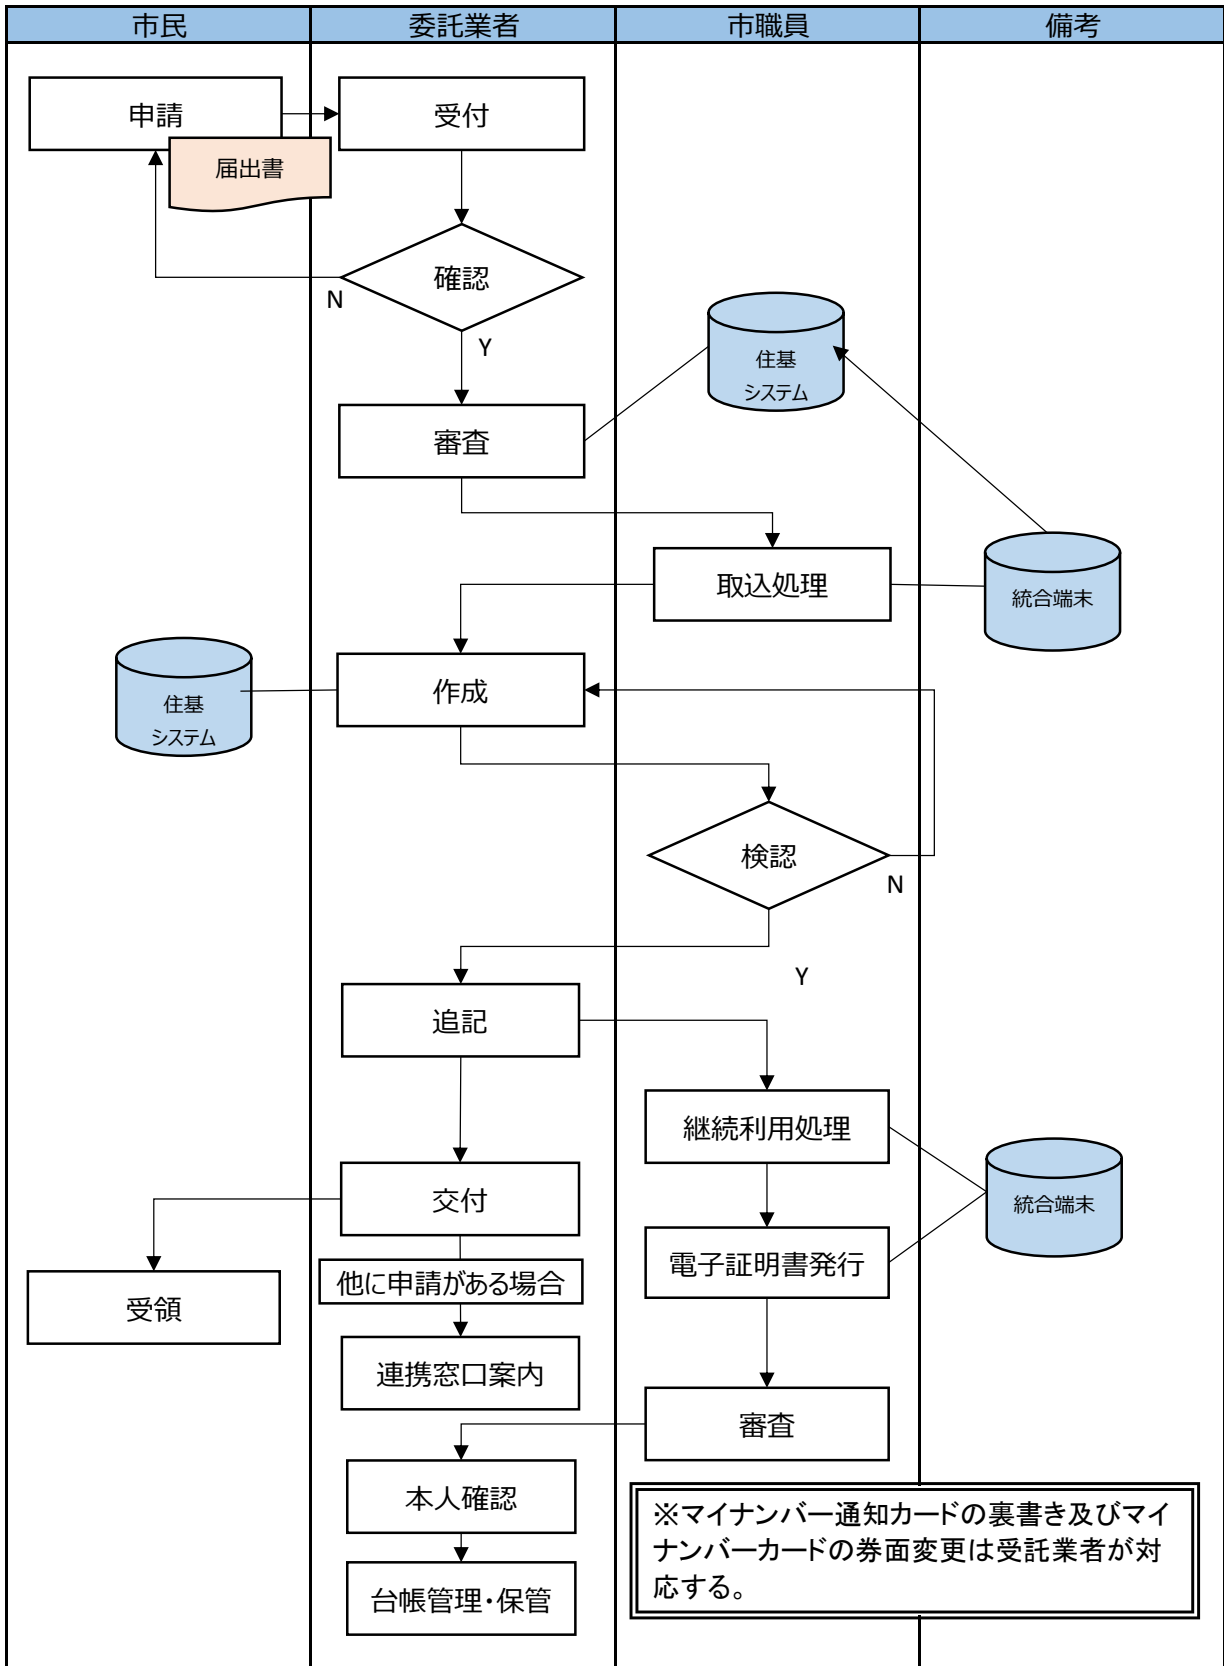 市民
委託業者
市職員
備考
申請
受付
届出書
確認
N
Y
住基
システム
審査
取込処理
統合端末
住基
システム
作成
検認
N
Y
追記
継続利用処理
交付
統合端末
電子証明書発行
他に申請がある場合
受領
連携窓口案内
審査
本人確認
※マイナンバー通知カードの裏書き及びマイ
ナンバーカードの券面変更は受託業者が対
応する。
台帳管理・保管